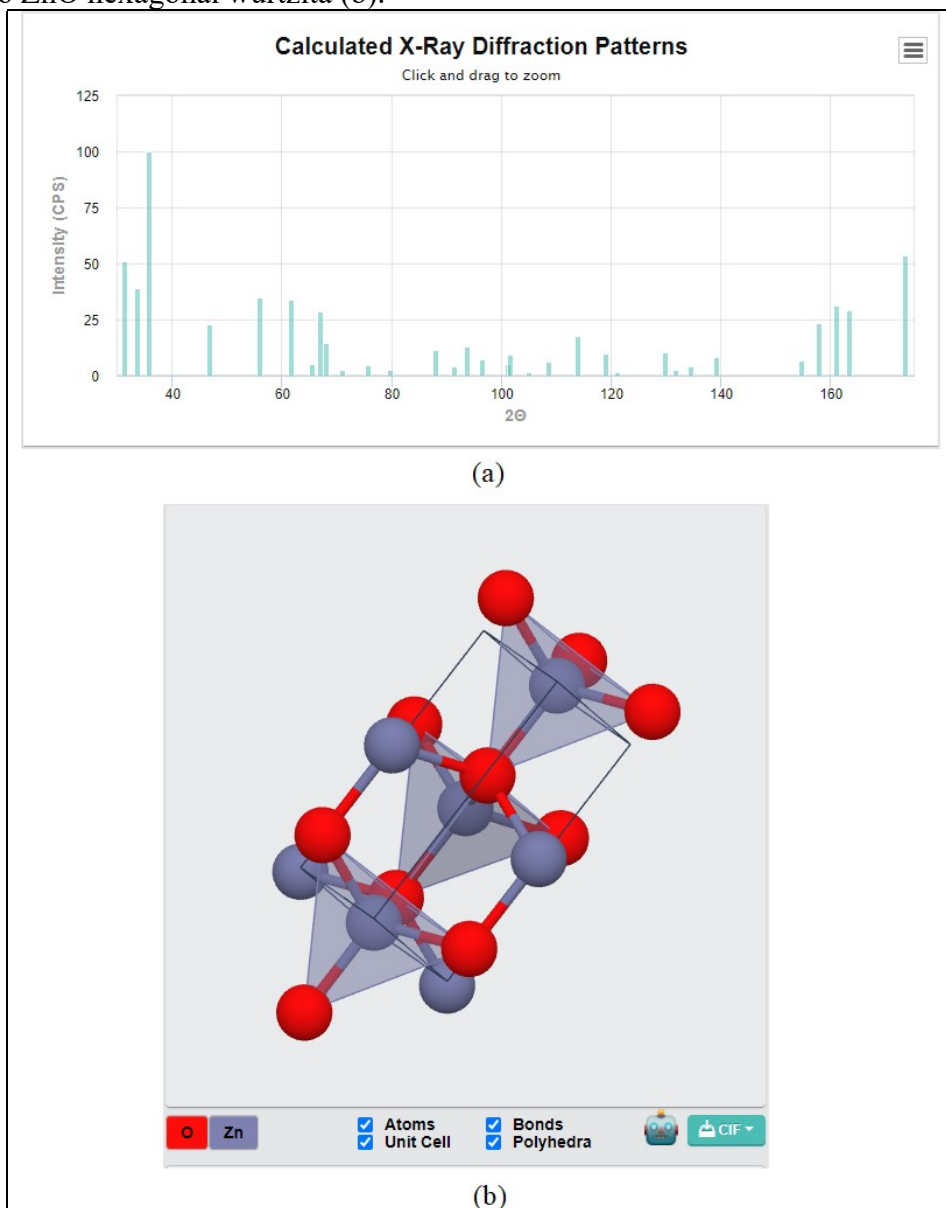 ZnO hexagonal wurtzita (b).
Calculated X-Ray Diffraction Patterns
Click and drag to zoom
125
100
75
50
25
0
Intensity (CPS)
40 60 80 100 120 140 160
2Θ
(a)
O Zn Atoms Bonds CIF
Unit Cell Polyhedra
(b)